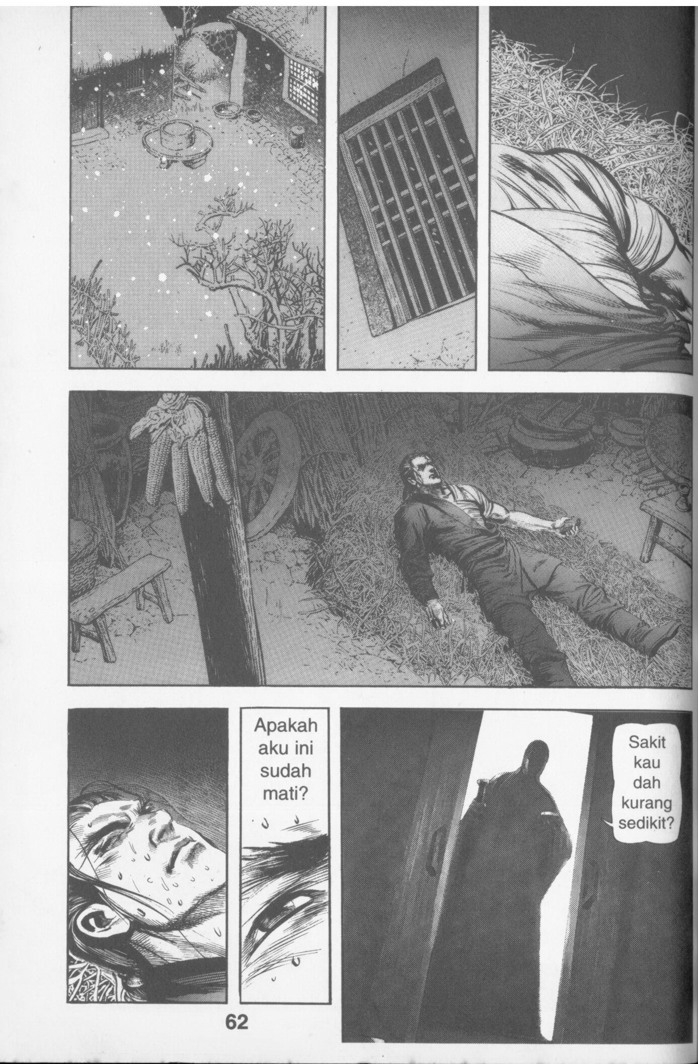 Apakah
aku ini
sudah
mati?
Sakit
kau
dah
kurang
sedikit?
62